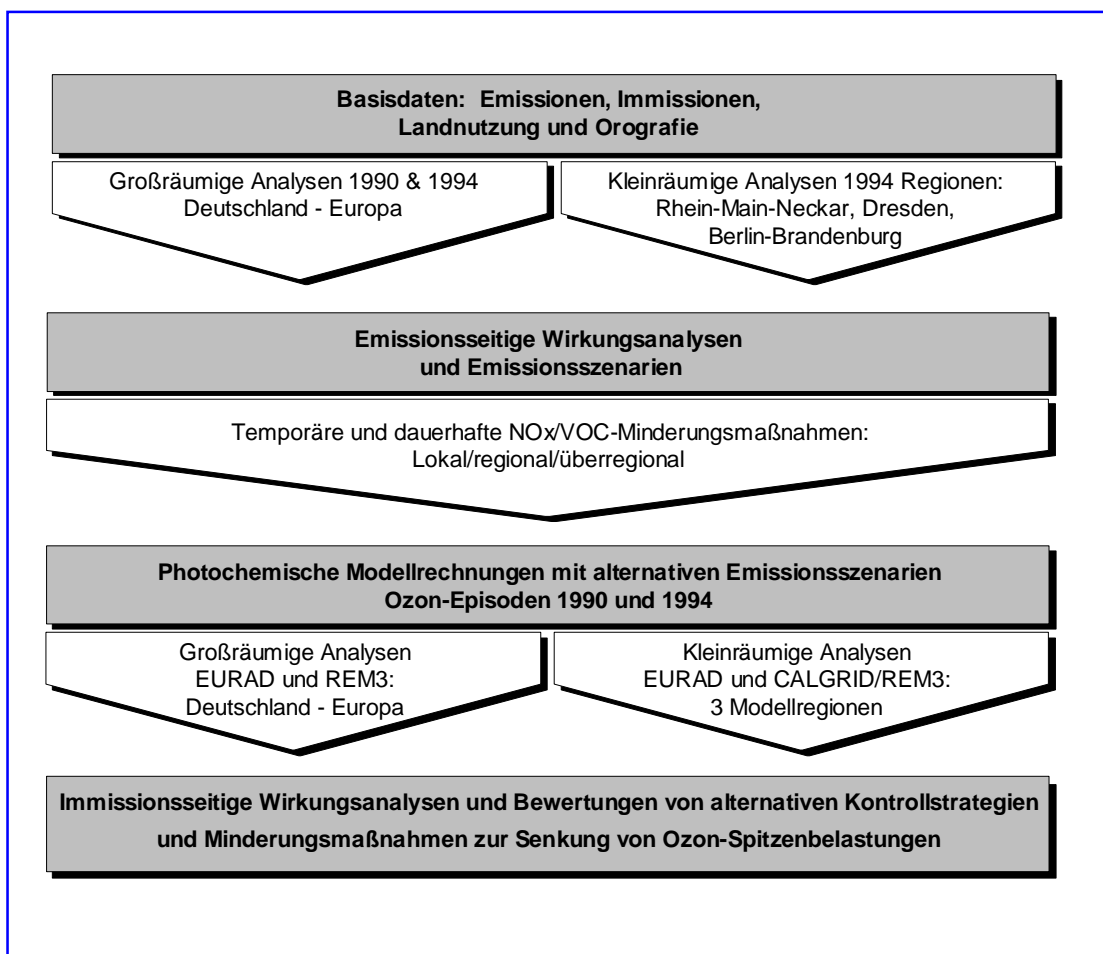 Basisdaten: Emissionen, Immissionen,
Landnutzung und Orografie
Großräumige Analysen 1990 & 1994
Deutschland - Europa
Kleinräumige Analysen 1994 Regionen:
Rhein-Main-Neckar, Dresden,
Berlin-Brandenburg
Emissionsseitige Wirkungsanalysen
und Emissionsszenarien
Temporäre und dauerhafte NOx/VOC-Minderungsmaßnahmen:
Lokal/regional/überregional
Photochemische Modellrechnungen mit alternativen Emissionsszenarien
Ozon-Episoden 1990 und 1994
Großräumige Analysen
EURAD und REM3:
Deutschland - Europa
Kleinräumige Analysen
EURAD und CALGRID/REM3:
3 Modellregionen
Immissionsseitige Wirkungsanalysen und Bewertungen von alternativen Kontrollstrategien
und Minderungsmaßnahmen zur Senkung von Ozon-Spitzenbelastungen